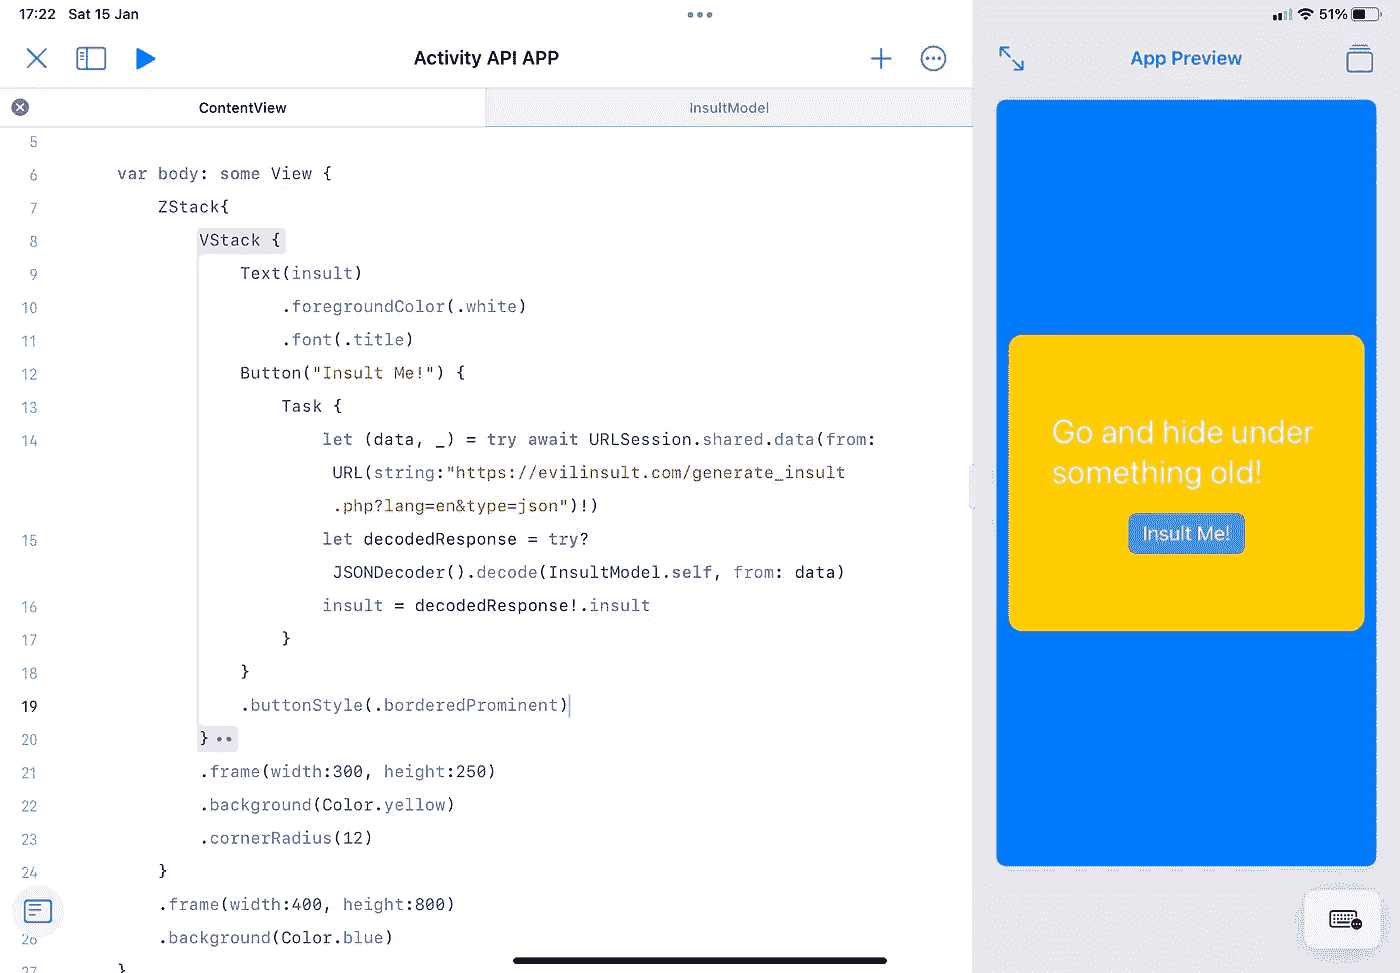 17:22 Sat 15 Jan
51%
Activity API APP
App Preview
ContentView
InsultModel
5
6 var body: some View {
7 ZStack{
8 VStack {
9 Text(insult)
10 .foregroundColor(.white)
11 .font(.title)
12 Button("Insult Me!") {
13 Task {
14 let (data, _) = try await URLSession.shared.data(from:
URL(string:"https://evilinsult.com/generate_insult
.php?lang=en&type=json")!)
15 let decodedResponse = try?
JSONDecoder().decode(InsultModel.self, from: data)
16 insult = decodedResponse!.insult
17 }
18 }
19 .buttonStyle(.borderedProminent)
20 }
21 .frame(width:300, height:250)
22 .background(Color.yellow)
23 .cornerRadius(12)
24 }
.frame(width:400, height:800)
26 .background(Color.blue)
27 }
Go and hide under
something old!
Insult Me!